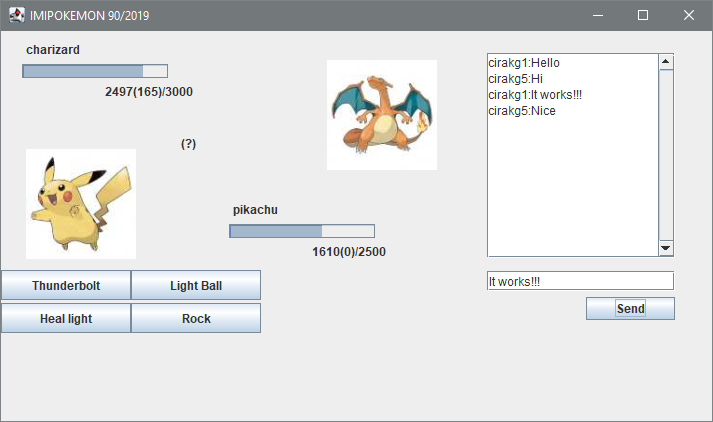 IMIPOKEMON 90/2019
charizard
2497(165)/3000
(?)
pikachu
1610(0)/2500
Thunderbolt
Light Ball
Heal light
Rock
cirakg1:Hello
cirakg5:Hi
cirakg1:It works!!!
cirakg5:Nice
It works!!!
Send